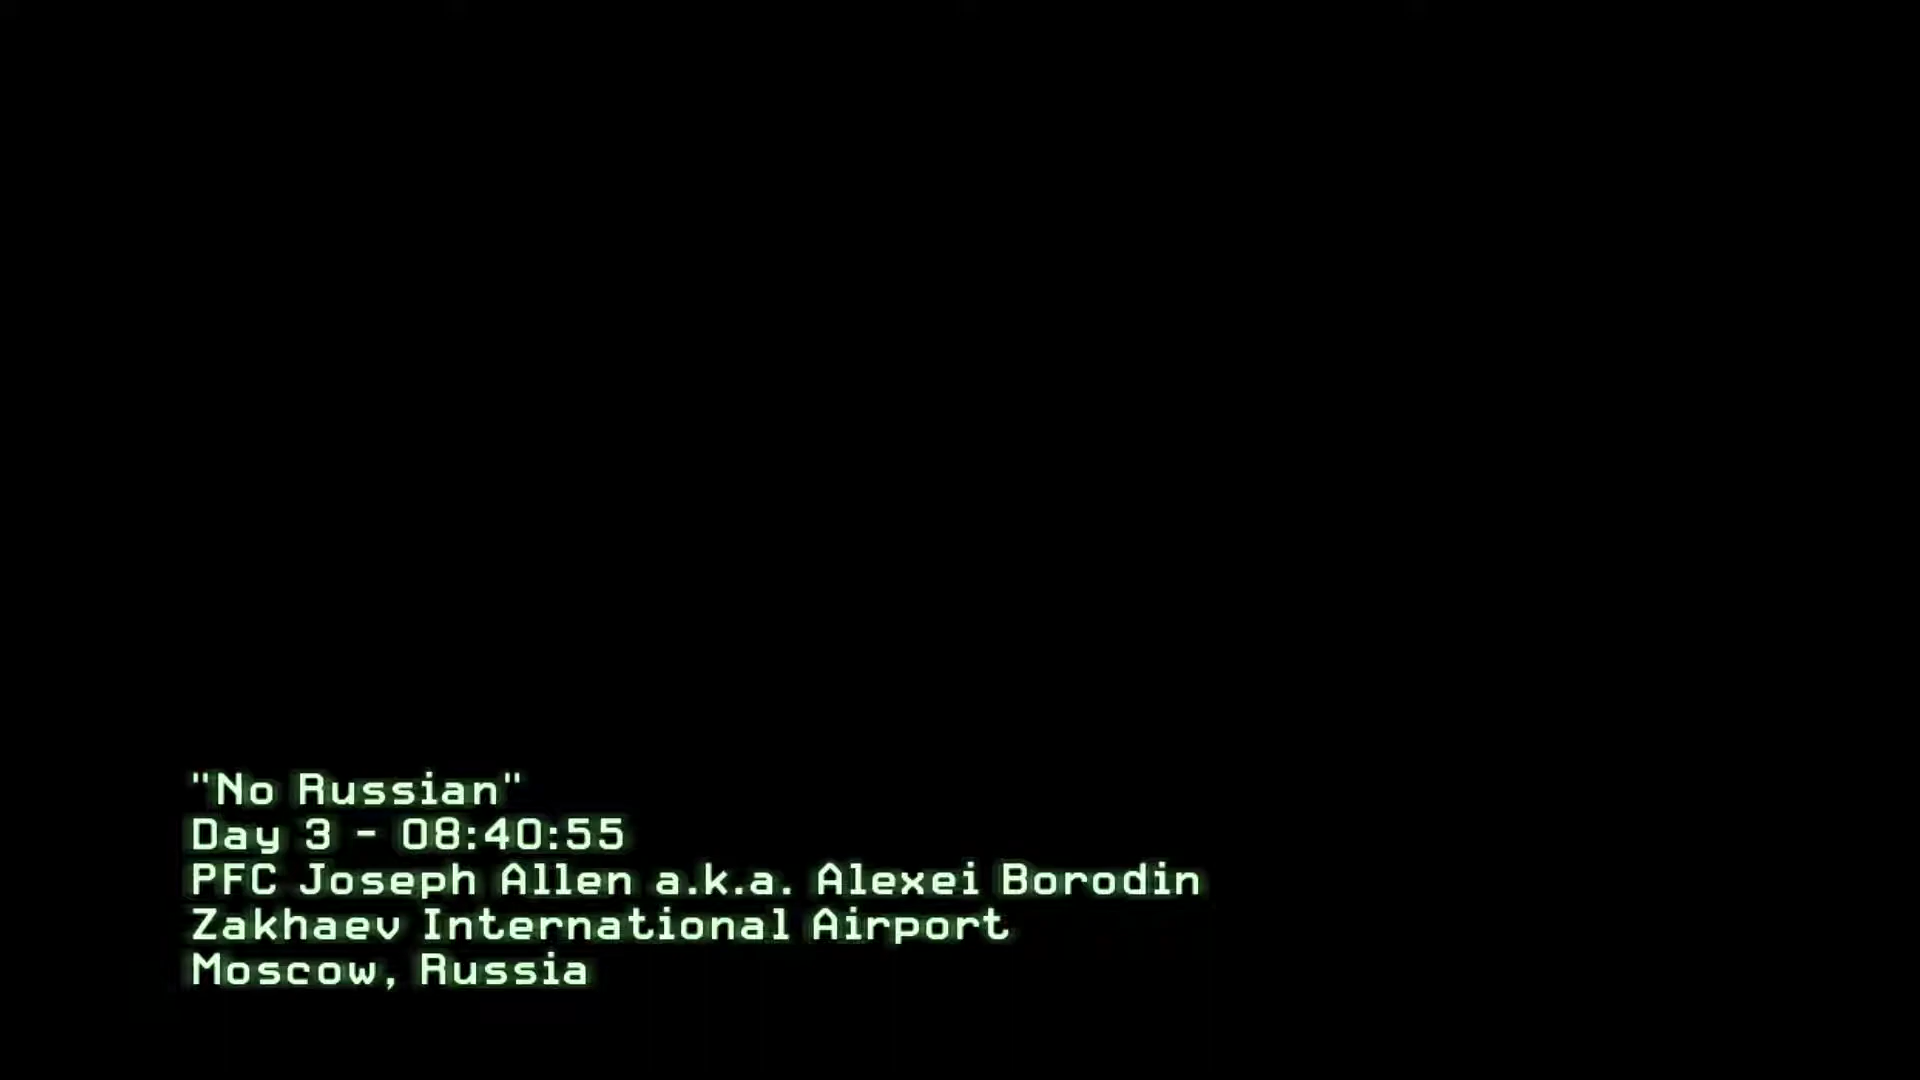 "No Russian"
Day 3 - 08:40:55
PFC Joseph Allen a.k.a. Alexei Borodin
Zakhaev International Airport
Moscow, Russia